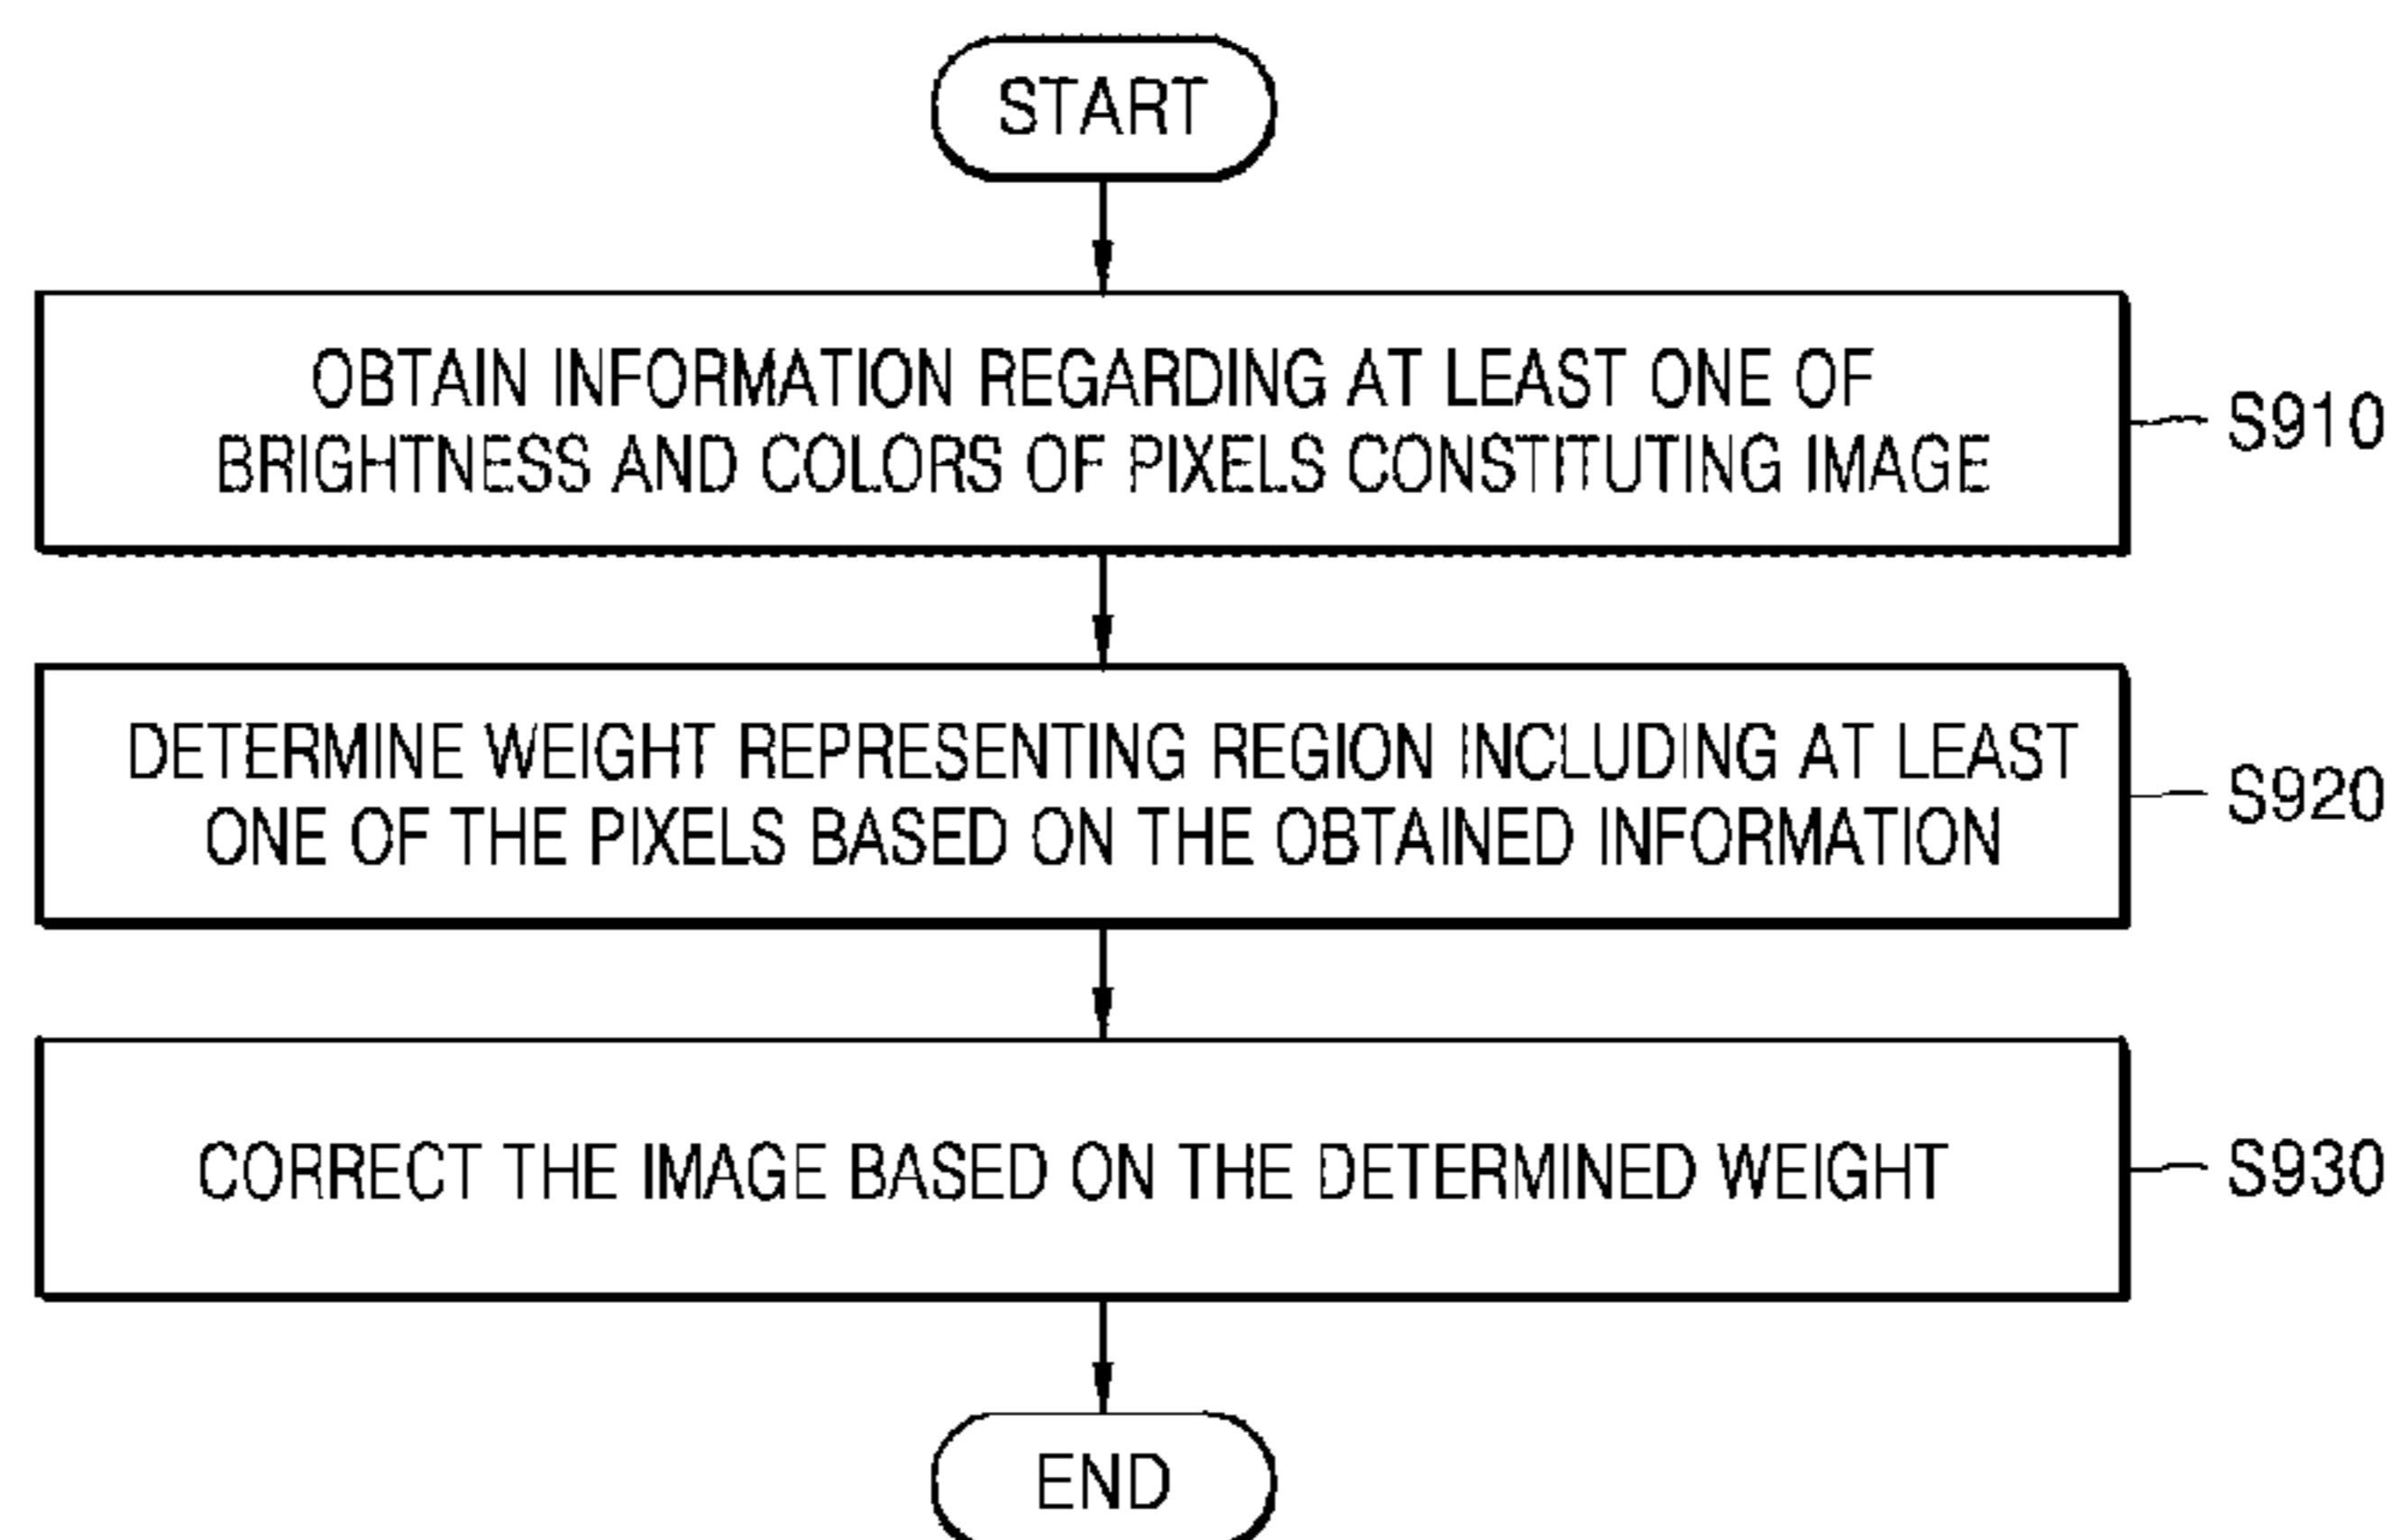 START
OBTAIN INFORMATION REGARDING AT LEAST ONE OF
BRIGHTNESS AND COLORS OF PIXELS CONSTITUTING IMAGE
S910
DETERMINE WEIGHT REPRESENTING REGION INCLUDING AT LEAST
ONE OF THE PIXELS BASED ON THE OBTAINED INFORMATION
S920
CORRECT THE IMAGE BASED ON THE DETERMINED WEIGHT
S930
END